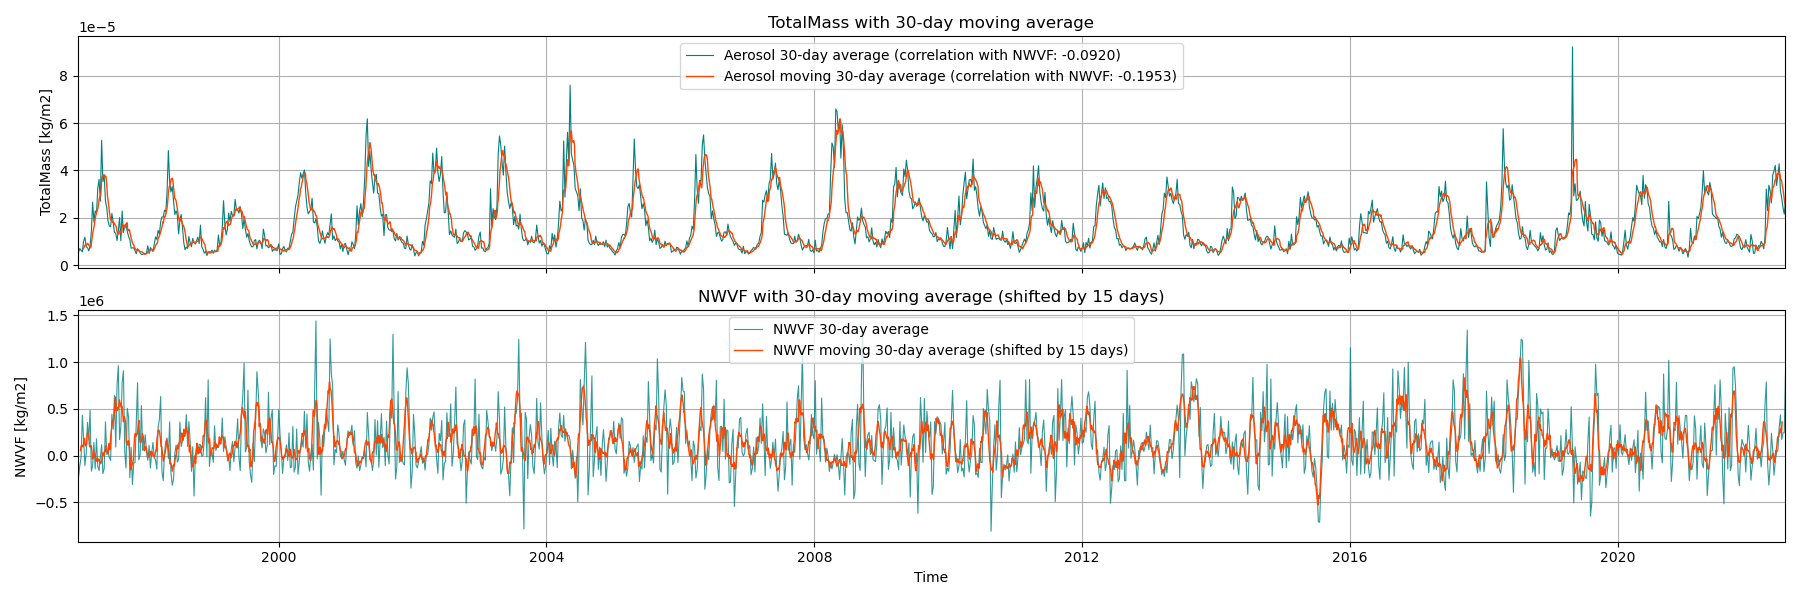 TotalMass with 30-day moving average
1e−5
Aerosol 30-day average (correlation with NWVF: -0.0920)
Aerosol moving 30-day average (correlation with NWVF: -0.1953)
TotalMass [kg/m2]
8
6
4
2
0
NWVF with 30-day moving average (shifted by 15 days)
1e6
NWVF 30-day average
NWVF moving 30-day average (shifted by 15 days)
NWVF [kg/m2]
1.5
1.0
0.5
0.0
−0.5
2000 2004 2008 2012 2016 2020
Time